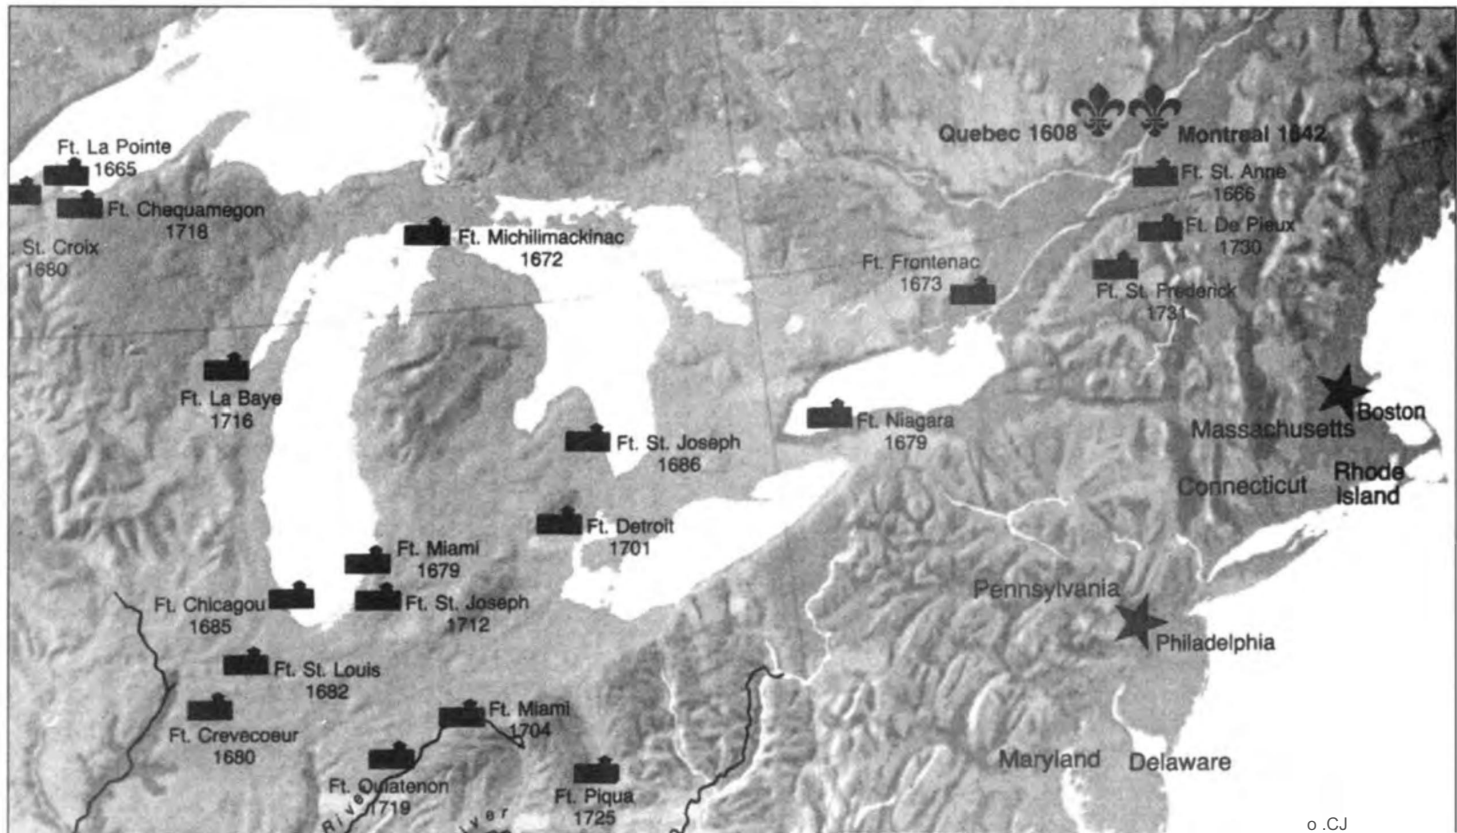 Quebec 1608
Montreal 1642
Ft. La Pointe
1665
Ft. St. Anne
1666
Ft. Chequamegon
1718
Ft. De Pieux
1730
St. Croix
1680
Ft. Michilimackinac
1672
Ft. Frontenac
1673
Ft. St. Frederick
1731
Ft. La Baye
1716
Boston
Ft. Niagara
1679
Massachusetts
Ft. St. Joseph
1686
Rhode
Island
Connecticut
Ft. Detroit
1701
Ft. Miami
1679
Pennsylvania
Ft. Chicagou
1685
Ft. St. Joseph
1712
Philadelphia
Ft. St. Louis
1682
Ft. Miami
1704
Ft. Crevecoeur
1680
Maryland
Delaware
Ft. Ouiatenon
1719
Ft. Piqua
1725
River
o .CJ